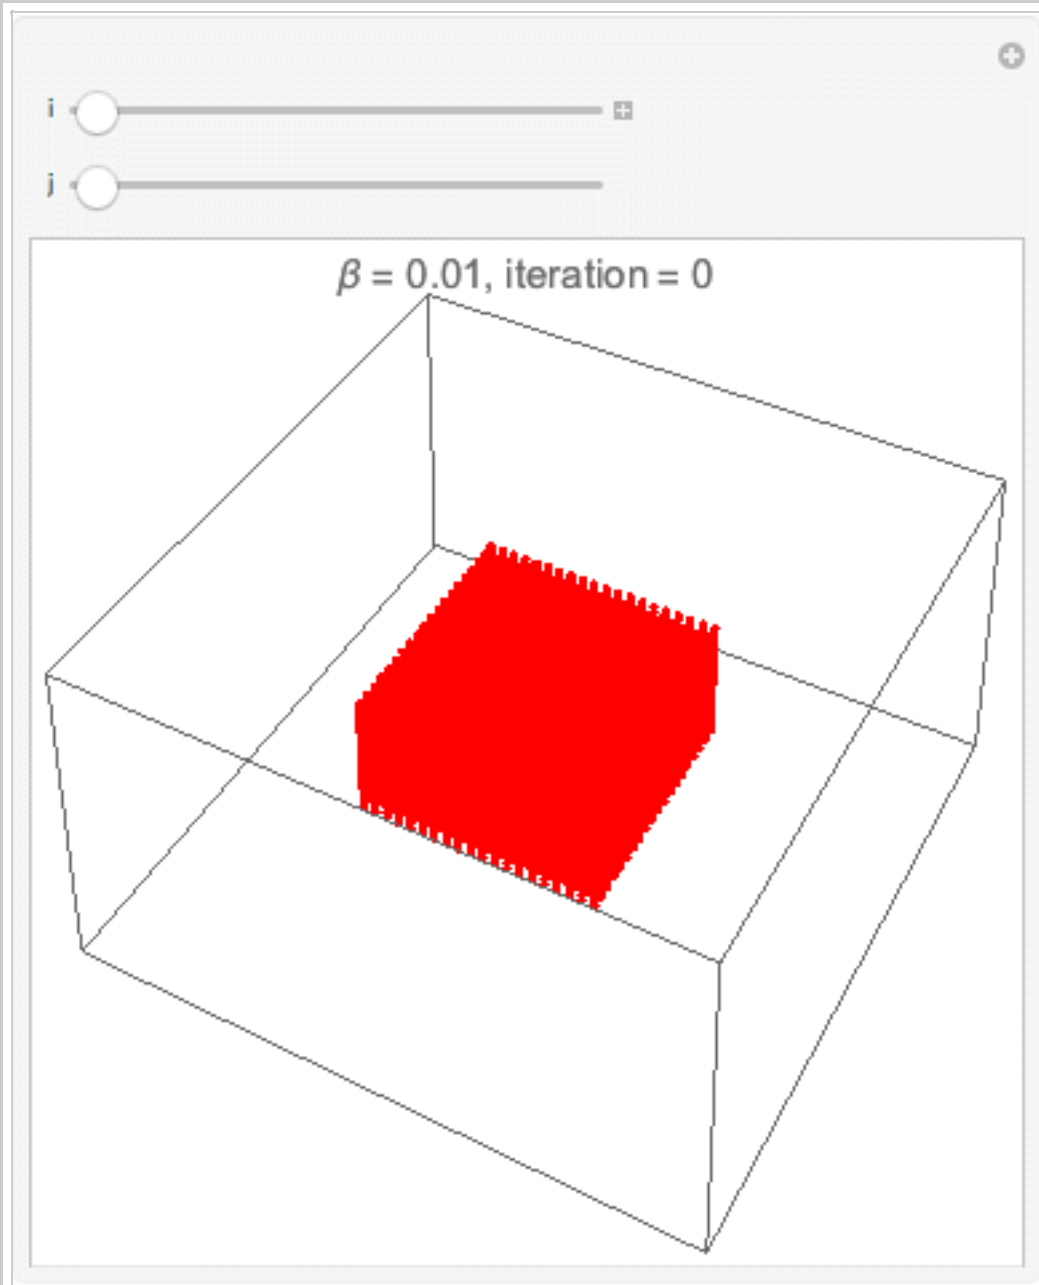 i
j
β = 0.01, iteration = 0